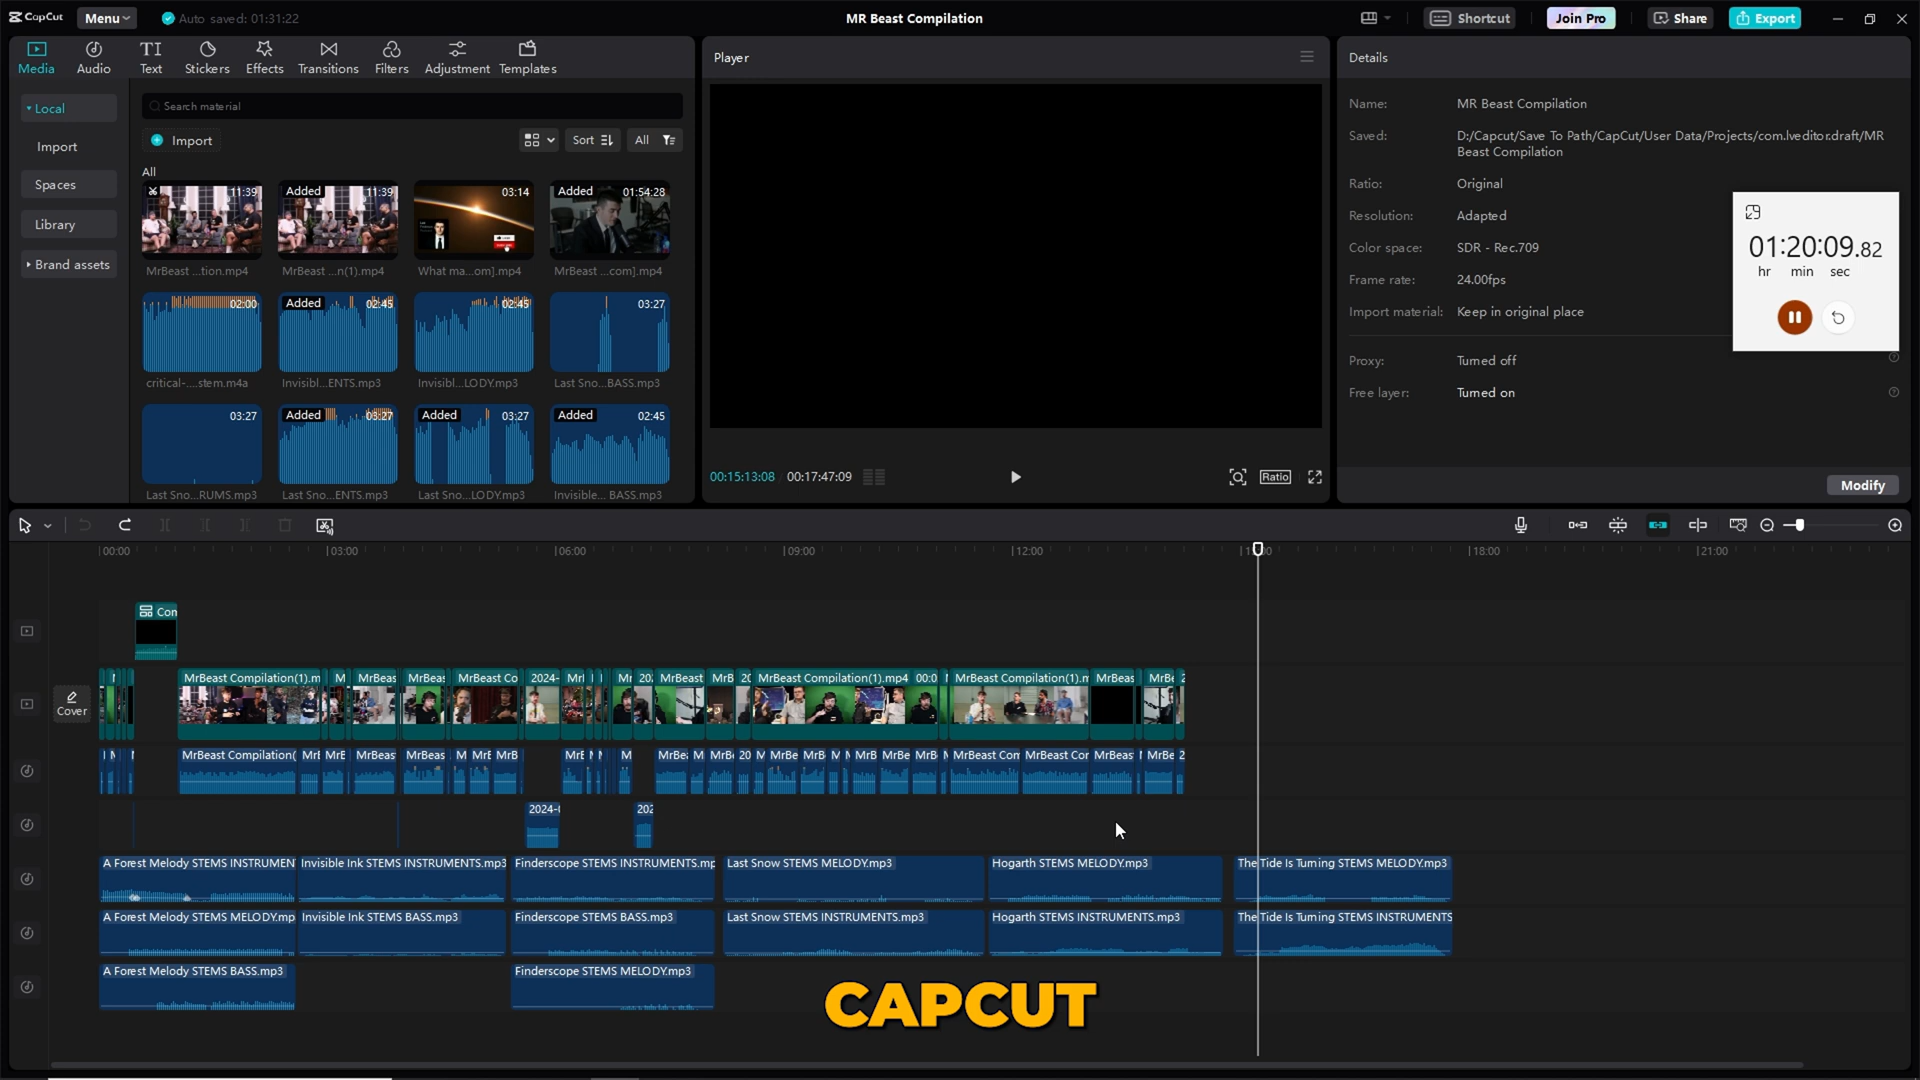 CapCut Menu Auto saved: 01:31:22 MR Beast Compilation Shortcut Join Pro Share Export
Media Audio Text Stickers Effects Transitions Filters Adjustment Templates
Local
Import
Spaces
Library
Brand assets
Search material
Import Sort All
All
11:39
MrBeast ...tion.mp4
Added 11:39
MrBeast ...n(1).mp4
03:14
What ma...om].mp4
Added 01:54:28
MrBeast ...com].mp4
02:00
critical-....stem.m4a
Added 02:45
Invisibl...ENTS.mp3
02:45
Invisibl...LODY.mp3
03:27
Last Sno...BASS.mp3
03:27
Last Sno...RUMS.mp3
Added 03:27
Last Sno...ENTS.mp3
Added 03:27
Last Sno...LODY.mp3
Added 02:45
Invisible... BASS.mp3
Player
00:15:13:08 00:17:47:09 Ratio
Details
Name: MR Beast Compilation
Saved: D:/Capcut/Save To Path/CapCut/User Data/Projects/com.lveditor.draft/MR
Beast Compilation
Ratio: Original
Resolution: Adapted
Color space: SDR - Rec.709
Frame rate: 24.00fps
Import material: Keep in original place
Proxy: Turned off
Free layer: Turned on
Modify
01:20:09.82
hr min sec
00:00 03:00 06:00 09:00 12:00 18:00 21:00
Con
Cover
MrBeast Compilation(1).m M MrBeas MrBeas MrBeast Co 2024- MrI Mr 202 MrBeast MrB 20 MrBeast Compilation(1).mp4 00:0 MrBeast Compilation(1).m MrBeas MrBe 2
MrBeast Compilation( MrB MrB MrBeas MrBeas M MrE MrB MrE M MrBea M MrB 20 M MrBe MrB M M MrB MrBe M MrBeast Com MrBeast Cor MrBeas MrBe 2
2024-I 202
A Forest Melody STEMS INSTRUMEN Invisible Ink STEMS INSTRUMENTS.mp3 Finderscope STEMS INSTRUMENTS.mp Last Snow STEMS MELODY.mp3 Hogarth STEMS MELODY.mp3 The Tide Is Turning STEMS MELODY.mp3
A Forest Melody STEMS MELODY.mp Invisible Ink STEMS BASS.mp3 Finderscope STEMS BASS.mp3 Last Snow STEMS INSTRUMENTS.mp3 Hogarth STEMS INSTRUMENTS.mp3 The Tide Is Turning STEMS INSTRUMENTS
A Forest Melody STEMS BASS.mp3 Finderscope STEMS MELODY.mp3
CAPCUT